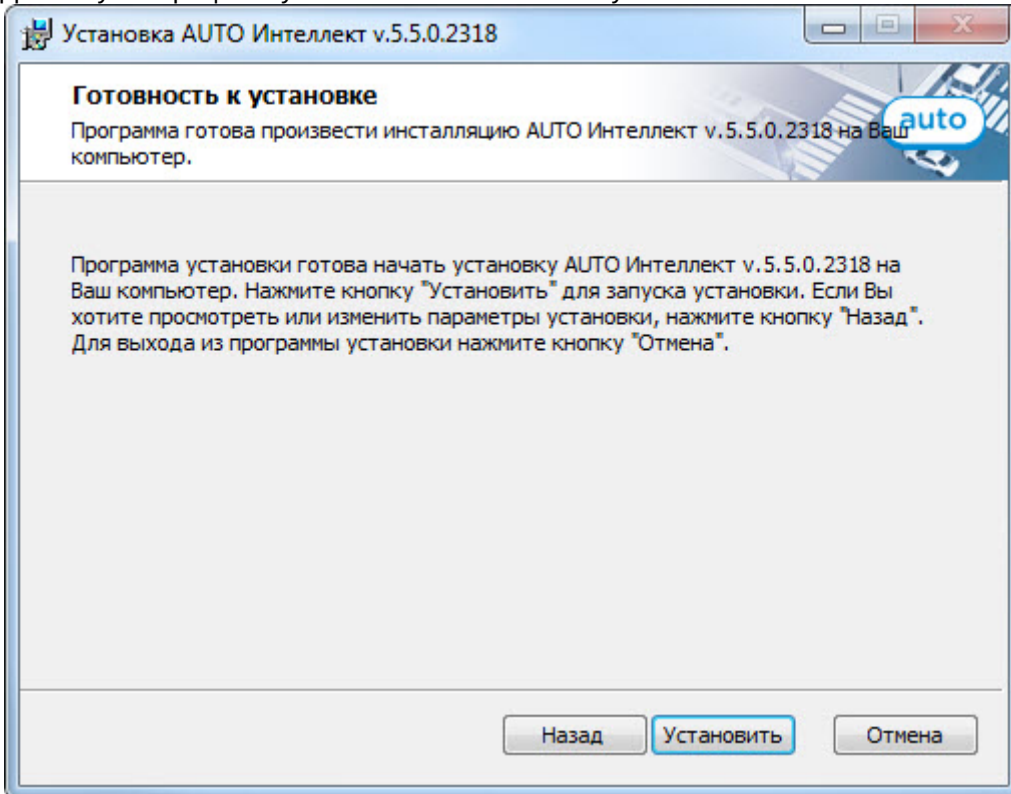 Установка AUTO Интеллект v.5.5.0.2318
Готовность к установке
Программа готова произвести инсталляцию AUTO Интеллект v.5.5.0.2318 на Ваш
компьютер.
auto
Программа установки готова начать установку AUTO Интеллект v.5.5.0.2318 на
Ваш компьютер. Нажмите кнопку "Установить" для запуска установки. Если Вы
хотите просмотреть или изменить параметры установки, нажмите кнопку "Назад".
Для выхода из программы установки нажмите кнопку "Отмена".
Назад
Установить
Отмена